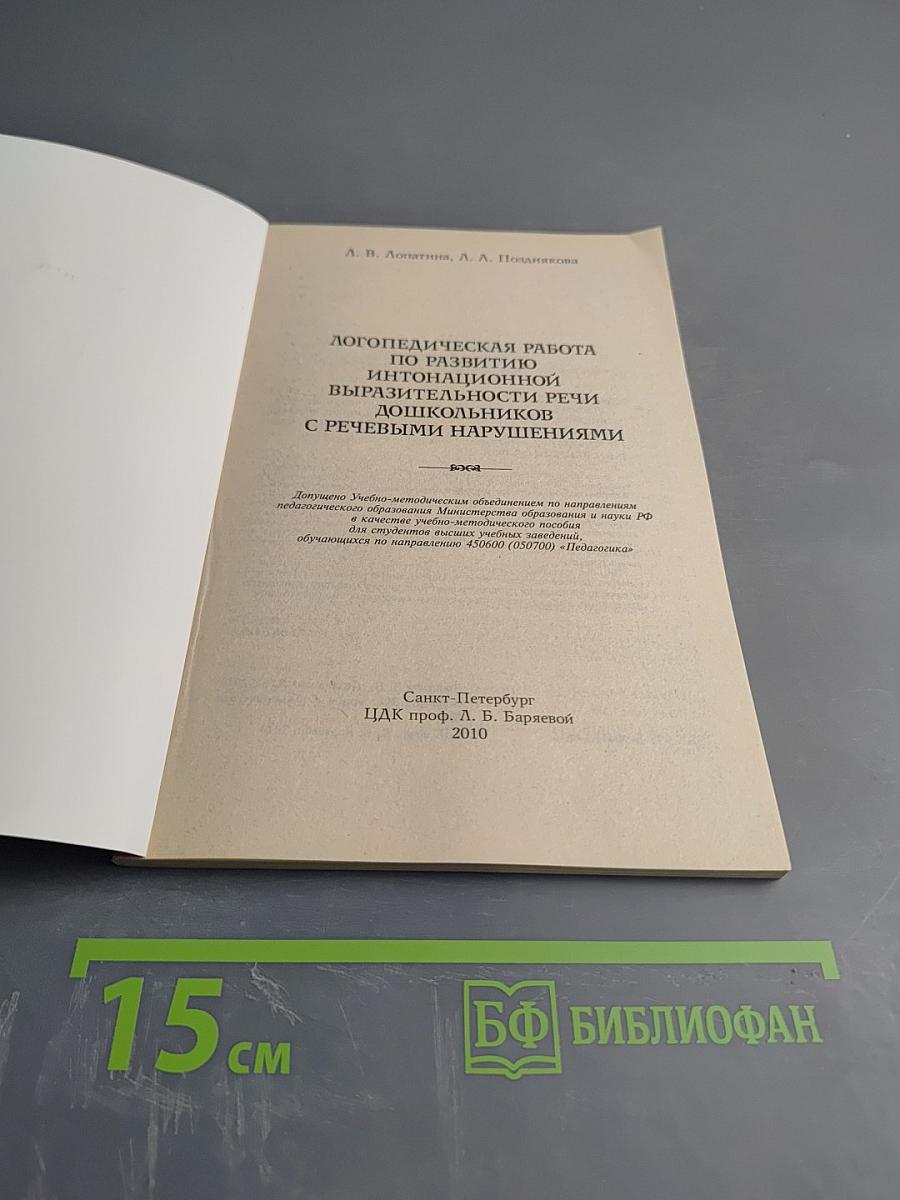 Л. В. Лопатина, Л. А. Позднякова
ЛОГОПЕДИЧЕСКАЯ РАБОТА
ПО РАЗВИТИЮ
ИНТОНАЦИОННОЙ
ВЫРАЗИТЕЛЬНОСТИ РЕЧИ
ДОШКОЛЬНИКОВ
С РЕЧЕВЫМИ НАРУШЕНИЯМИ
Допущено Учебно-методическим объединением по направлениям
педагогического образования Министерства образования и науки РФ
в качестве учебно-методического пособия
для студентов высших учебных заведений,
обучающихся по направлению 450600 (050700) «Педагогика»
Санкт-Петербург
ЦДК проф. Л. Б. Баряевой
2010
15 см
БФ БИБЛИОФАН